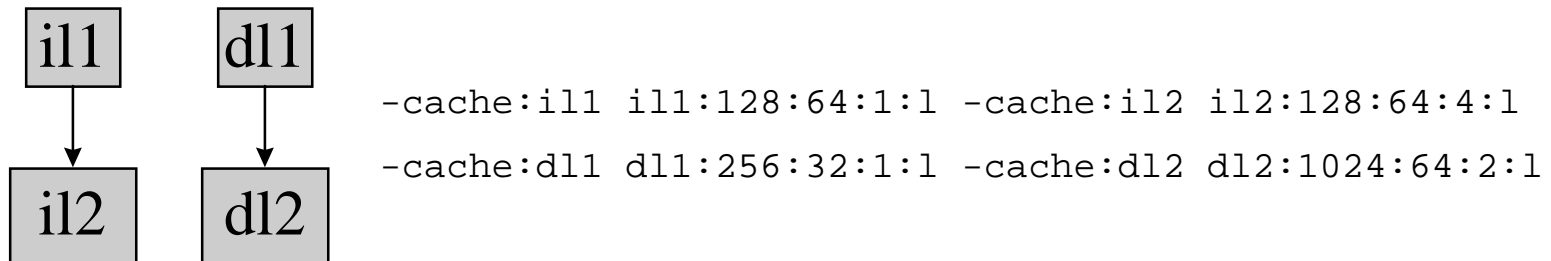 il1 dl1
-cache:il1 il1:128:64:1:l -cache:il2 il2:128:64:4:l
-cache:dl1 dl1:256:32:1:l -cache:dl2 dl2:1024:64:2:l
il2 dl2